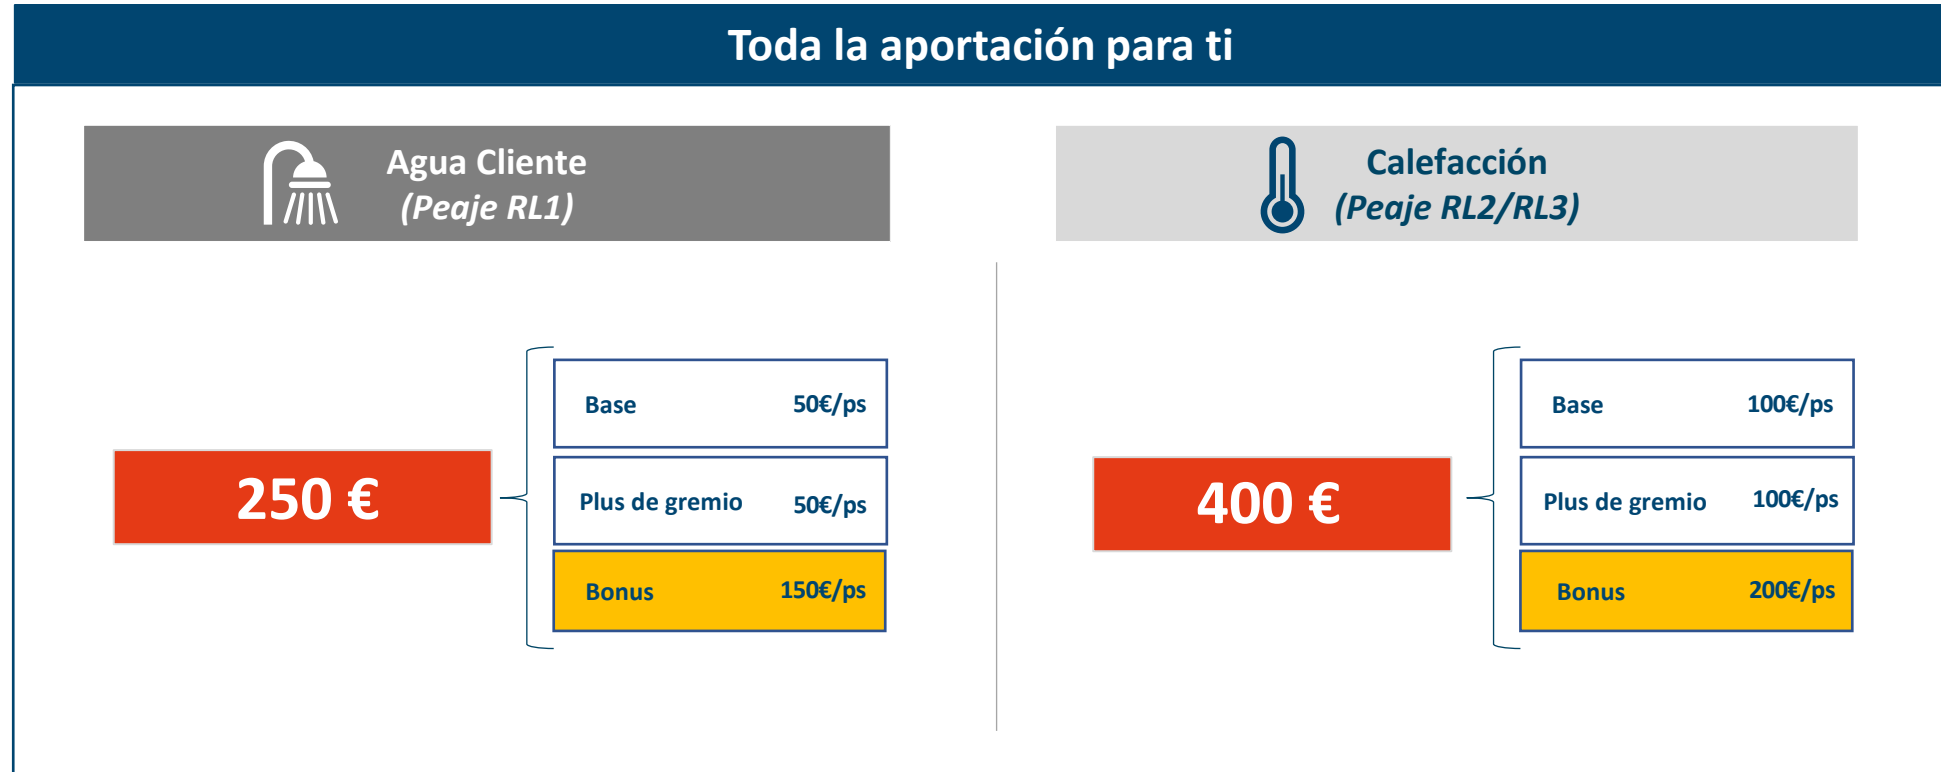 Toda la aportación para ti
Agua Cliente
(Peaje RL1)
250 €
Base 50€/ps
Plus de gremio 50€/ps
Bonus 150€/ps
Calefacción
(Peaje RL2/RL3)
400 €
Base 100€/ps
Plus de gremio 100€/ps
Bonus 200€/ps